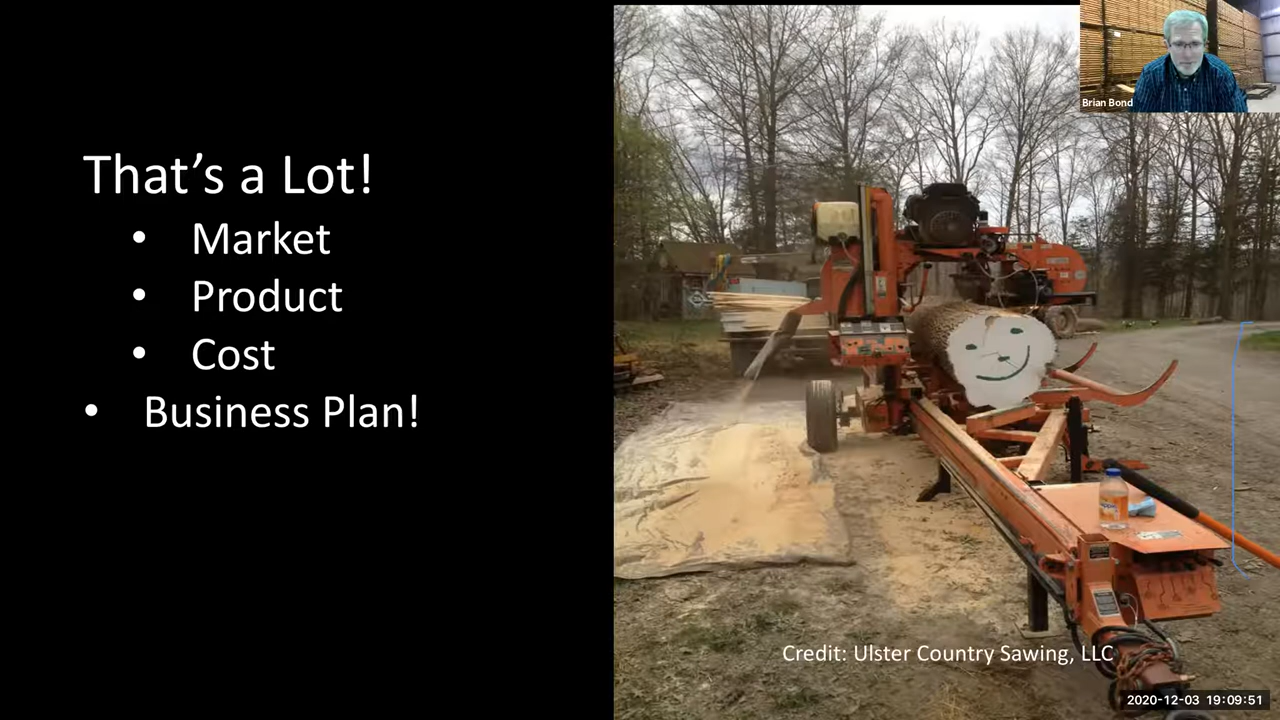 Brian Bond
That's a Lot!
• Market
• Product
• Cost
• Business Plan!
Credit: Ulster Country Sawing, LLC
2020-12-03 19:09:51